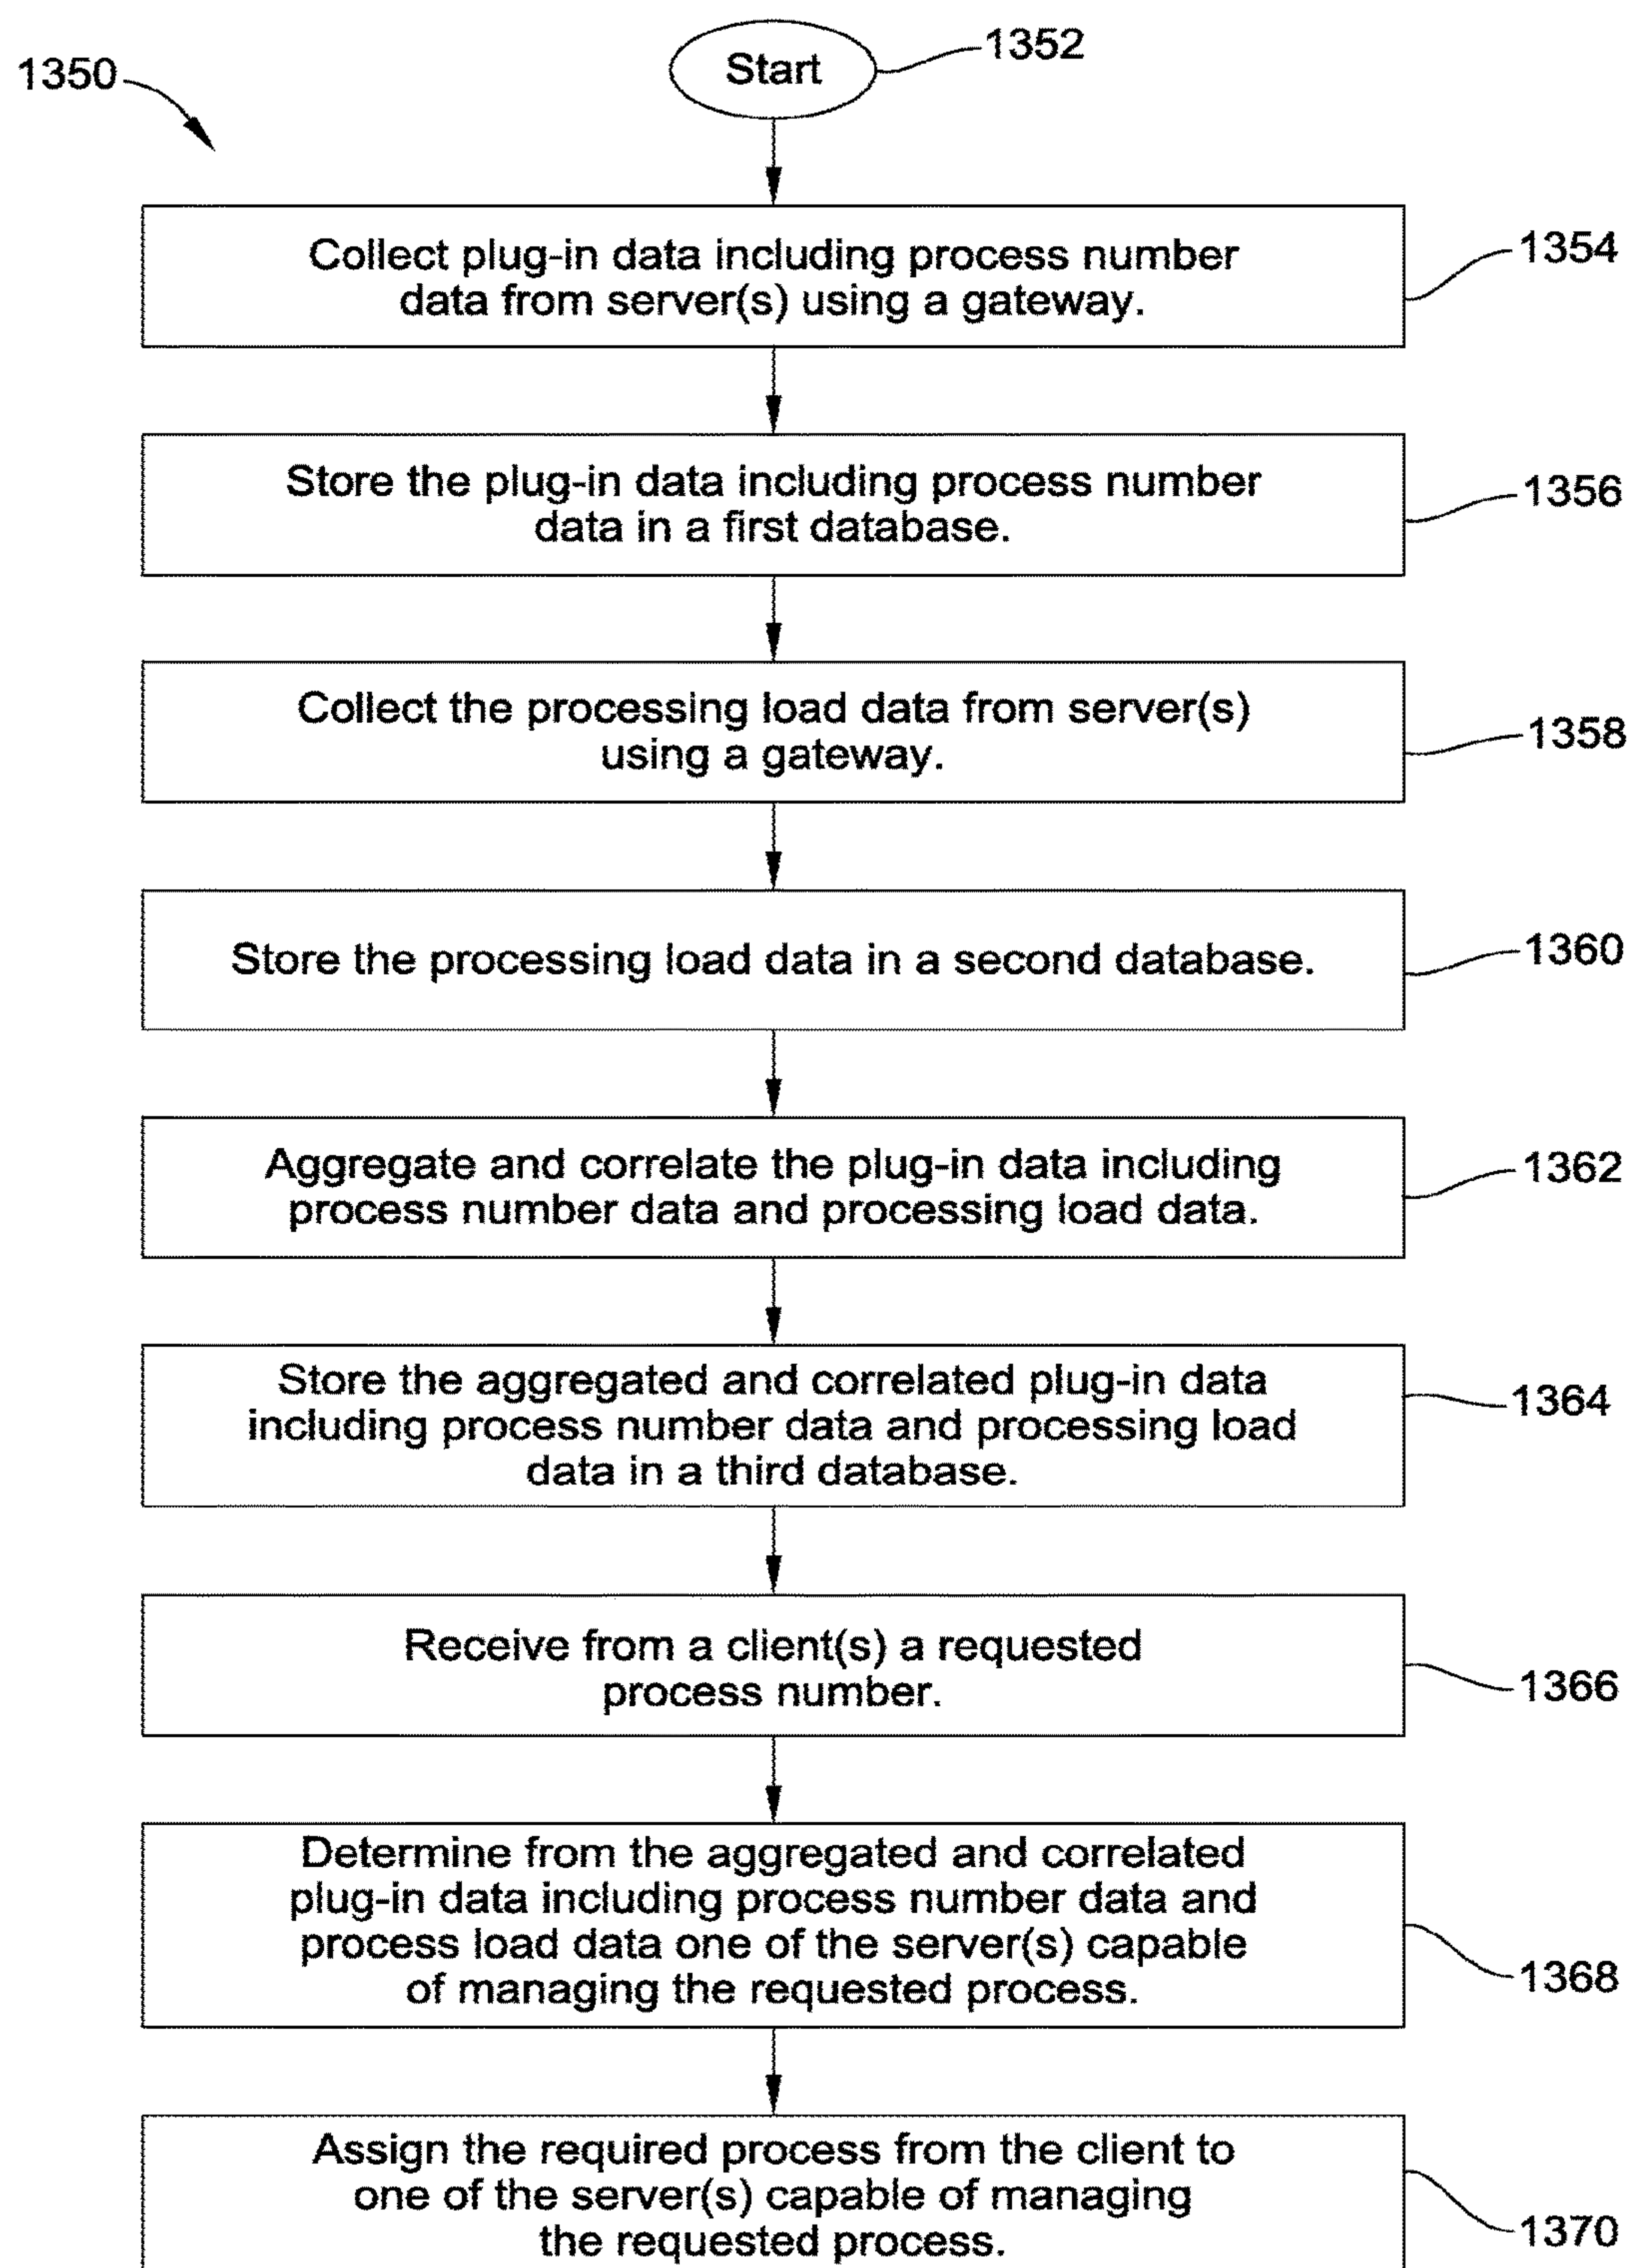 1350
Start
1352
Collect plug-in data including process number
data from server(s) using a gateway.
1354
Store the plug-in data including process number
data in a first database.
1356
Collect the processing load data from server(s)
using a gateway.
1358
Store the processing load data in a second database.
1360
Aggregate and correlate the plug-in data including
process number data and processing load data.
1362
Store the aggregated and correlated plug-in data
including process number data and processing load
data in a third database.
1364
Receive from a client(s) a requested
process number.
1366
Determine from the aggregated and correlated
plug-in data including process number data and
process load data one of the server(s) capable
of managing the requested process.
1368
Assign the required process from the client to
one of the server(s) capable of managing
the requested process.
1370